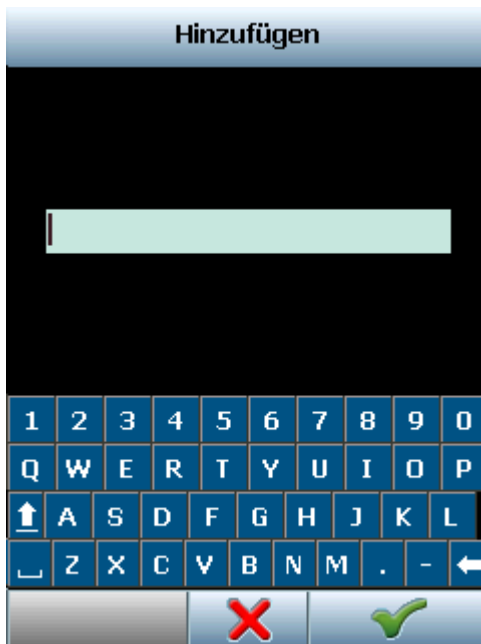 Hinzufügen
1 2 3 4 5 6 7 8 9 0
Q W E R T Y U I O P
A S D F G H J K L
Z X C V B N M . -